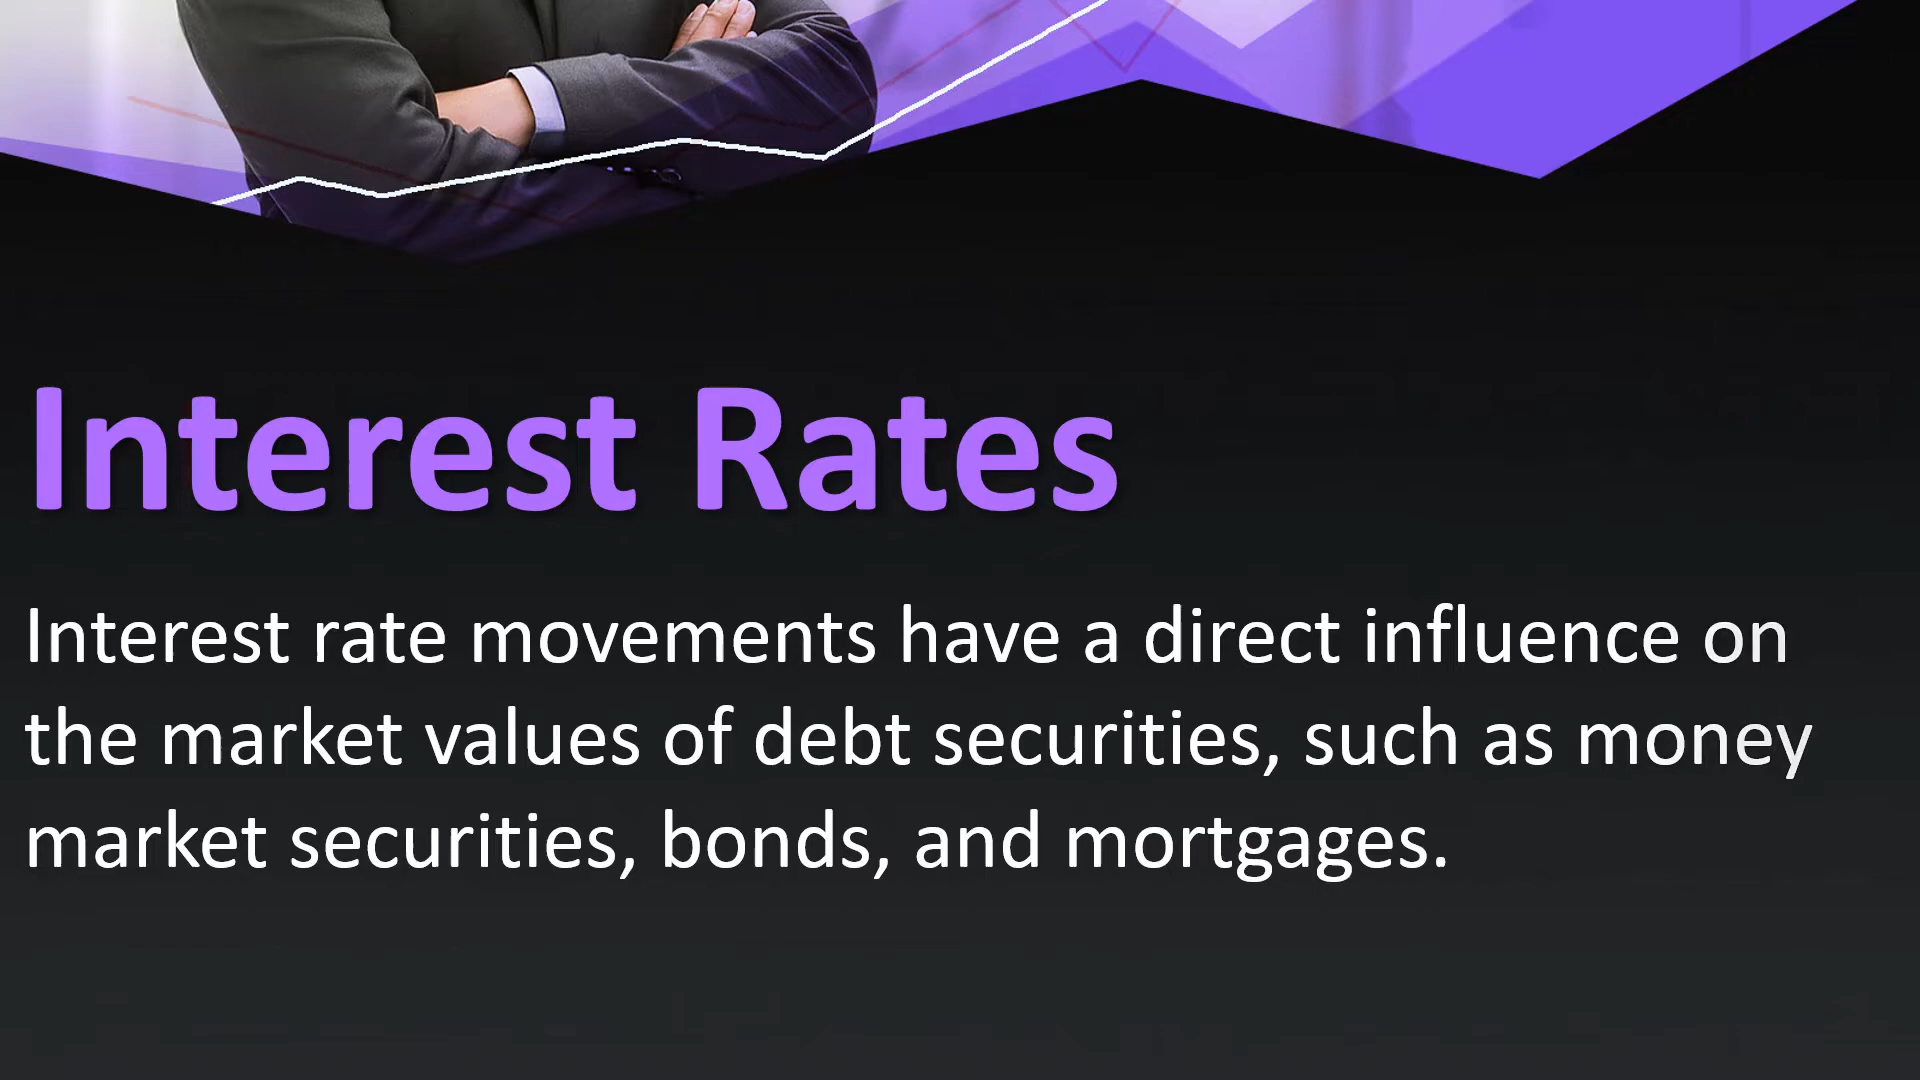 Interest Rates
Interest rate movements have a direct influence on
the market values of debt securities, such as money
market securities, bonds, and mortgages.